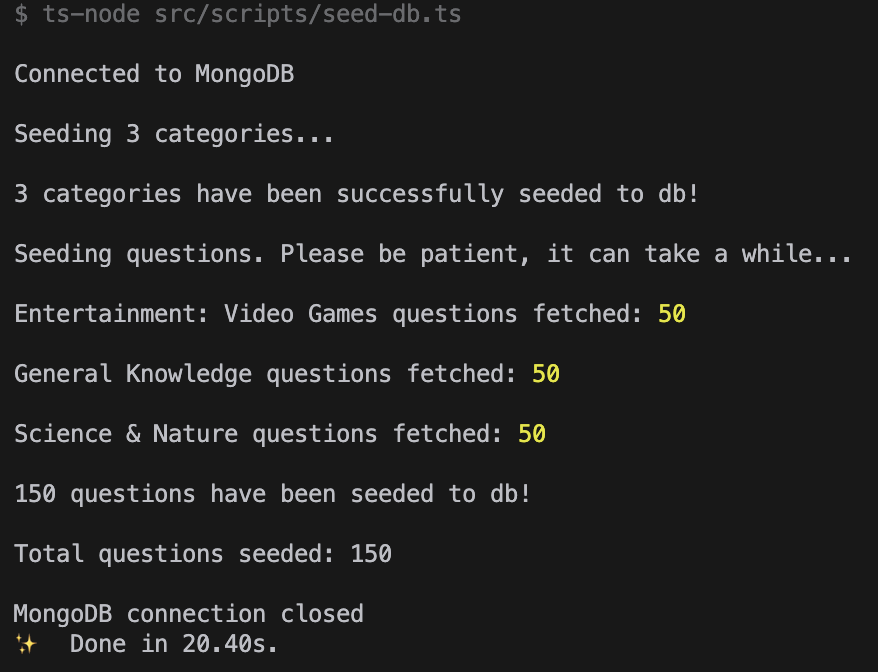 $ ts-node src/scripts/seed-db.ts
Connected to MongoDB
Seeding 3 categories...
3 categories have been successfully seeded to db!
Seeding questions. Please be patient, it can take a while...
Entertainment: Video Games questions fetched: 50
General Knowledge questions fetched: 50
Science & Nature questions fetched: 50
150 questions have been seeded to db!
Total questions seeded: 150
MongoDB connection closed
✨  Done in 20.40s.